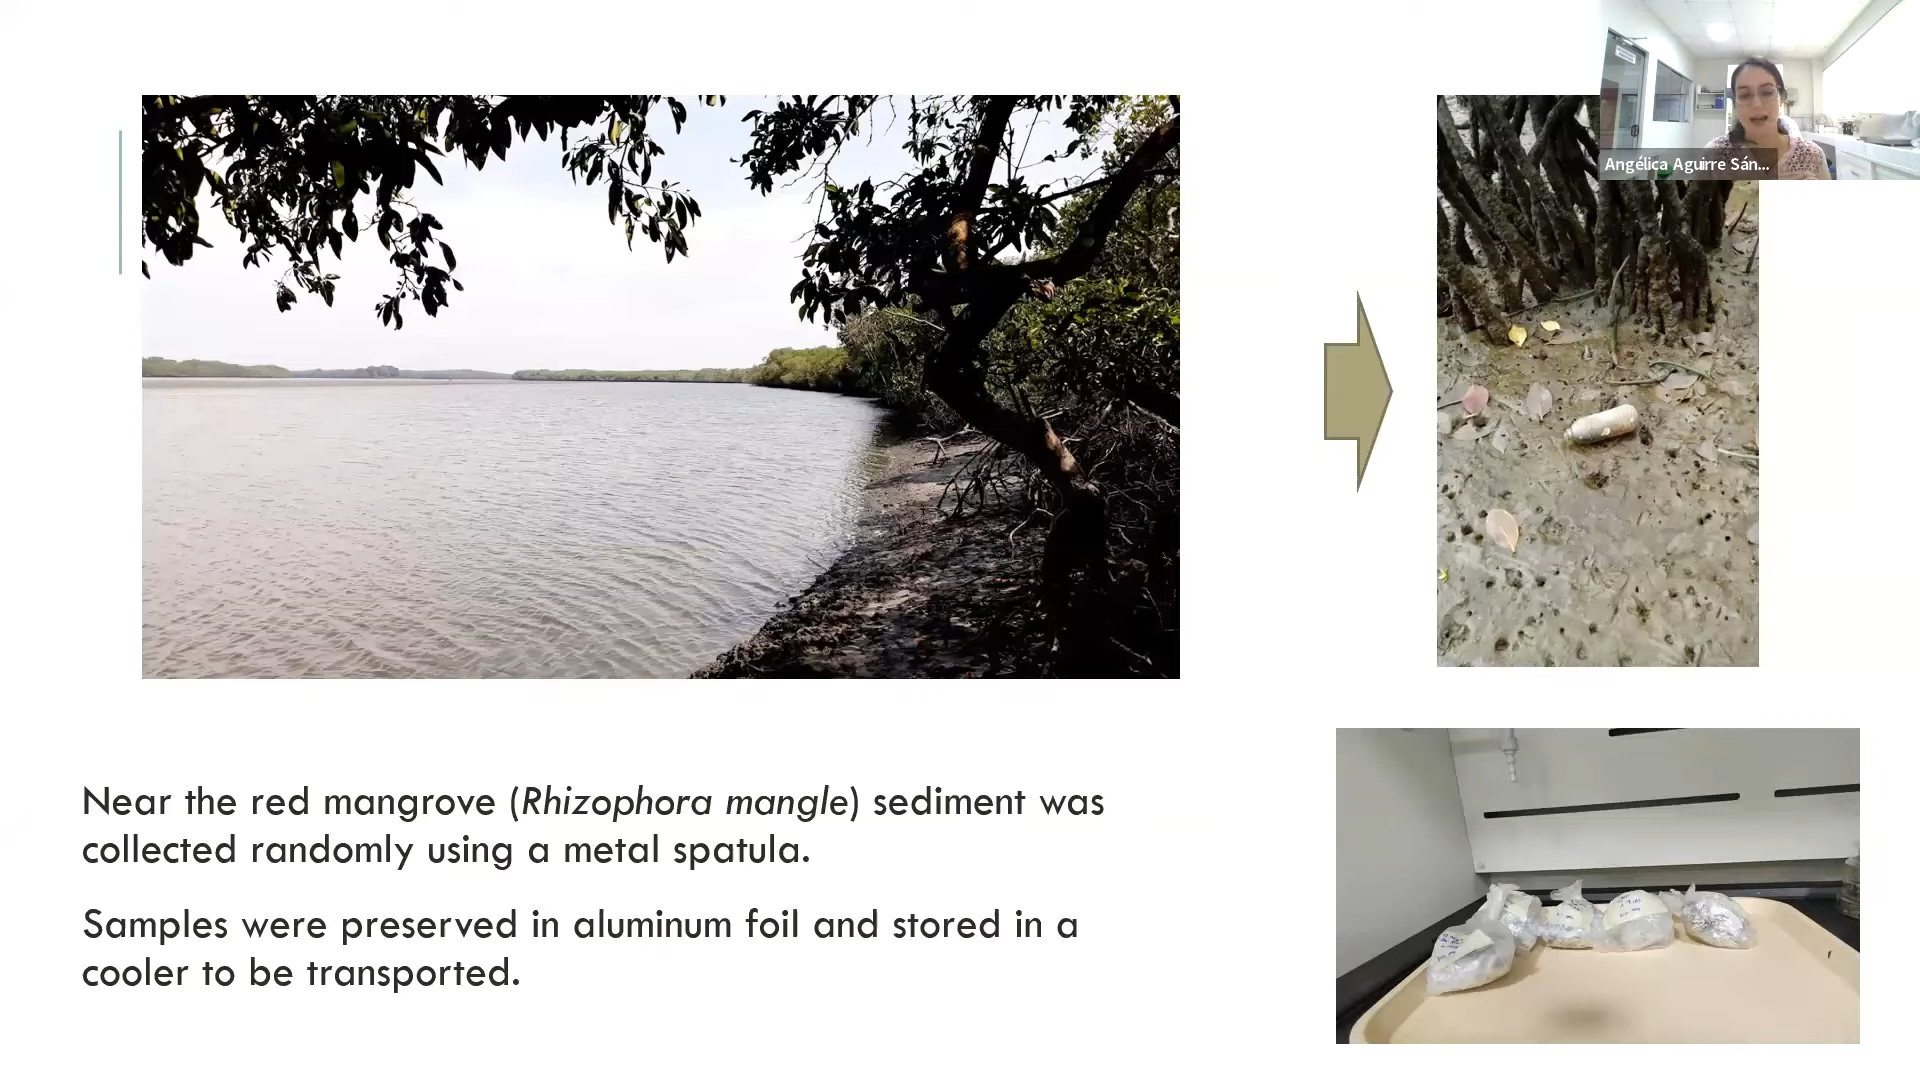 Angélica Aguirre Sán...
Near the red mangrove (Rhizophora mangle) sediment was
collected randomly using a metal spatula.
Samples were preserved in aluminum foil and stored in a
cooler to be transported.